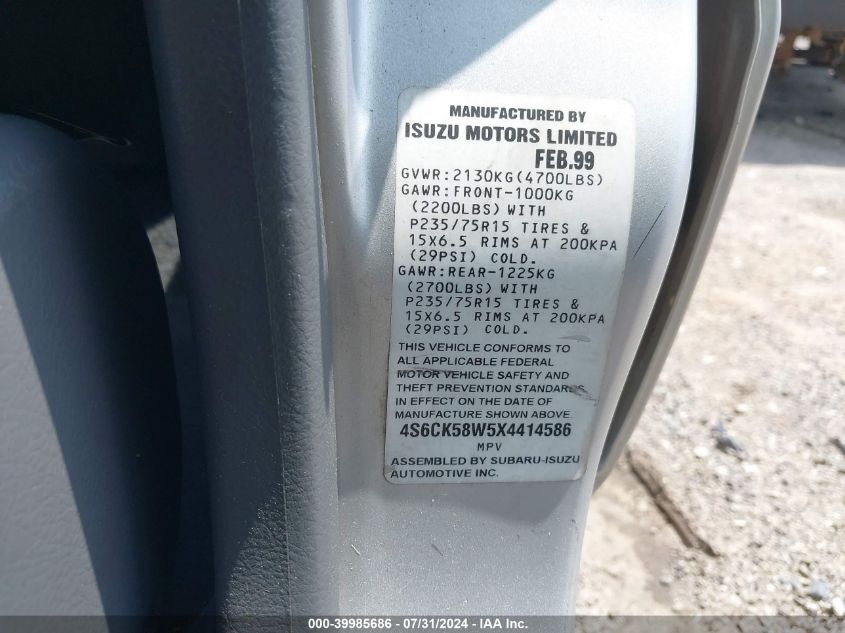 MANUFACTURED BY
ISUZU MOTORS LIMITED
FEB.99
GVWR:2130KG(4700LBS)
GAWR:FRONT-1000KG
(2200LBS) WITH
P235/75R15 TIRES &
15X6.5 RIMS AT 200KPA
(29PSI) COLD.
GAWR:REAR-1225KG
(2700LBS) WITH
P235/75R15 TIRES &
15X6.5 RIMS AT 200KPA
(29PSI) COLD.
THIS VEHICLE CONFORMS TO
ALL APPLICABLE FEDERAL
MOTOR VEHICLE SAFETY AND
THEFT PREVENTION STANDARDS
IN EFFECT ON THE DATE OF
MANUFACTURE SHOWN ABOVE.
4S6CK58W5X4414586
MPV
ASSEMBLED BY SUBARU-ISUZU
AUTOMOTIVE INC.
000-39985686 - 07/31/2024 - IAA Inc.